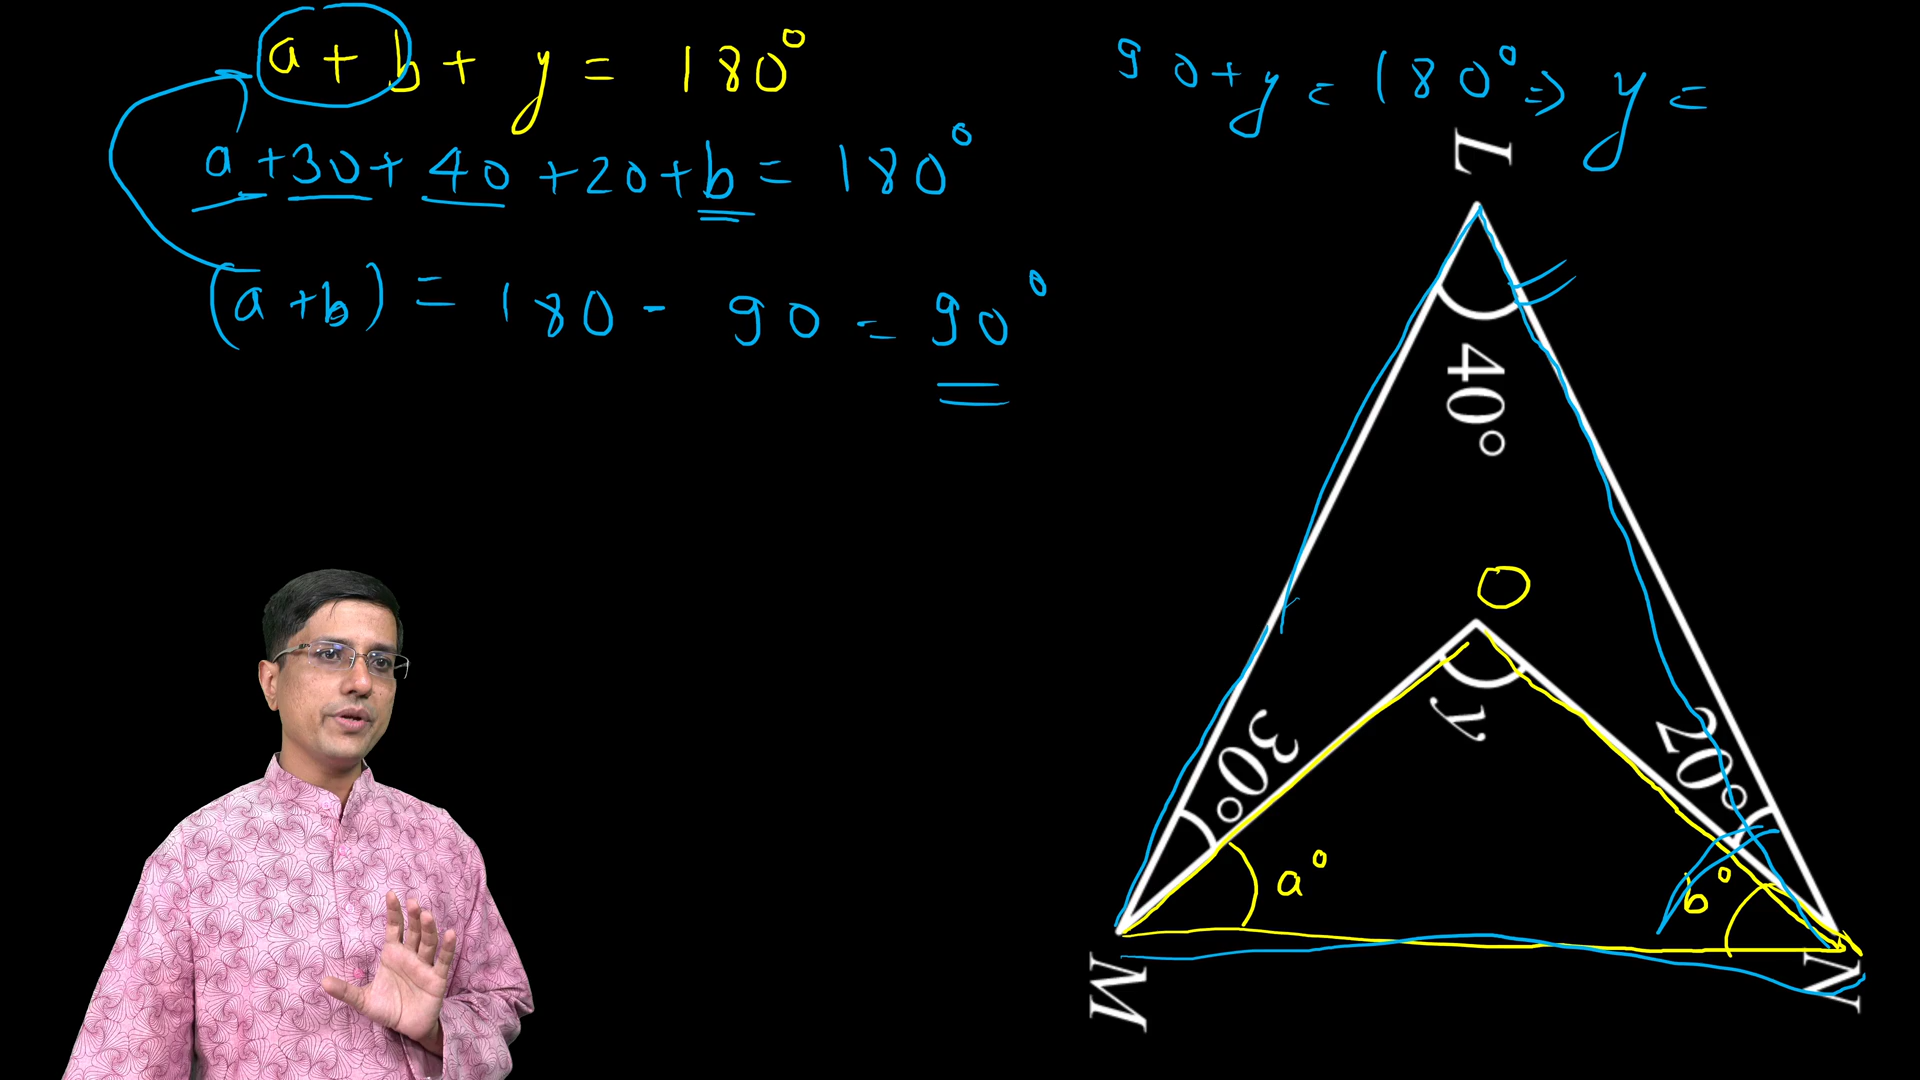 a + b + y = 180°
a + 30 + 40 + 20 + b = 180°
(a + b) = 180 - 90 = 90°
90 + y = 180° => y =
L
40°
O
y
30°
20°
a°
b°
M
N